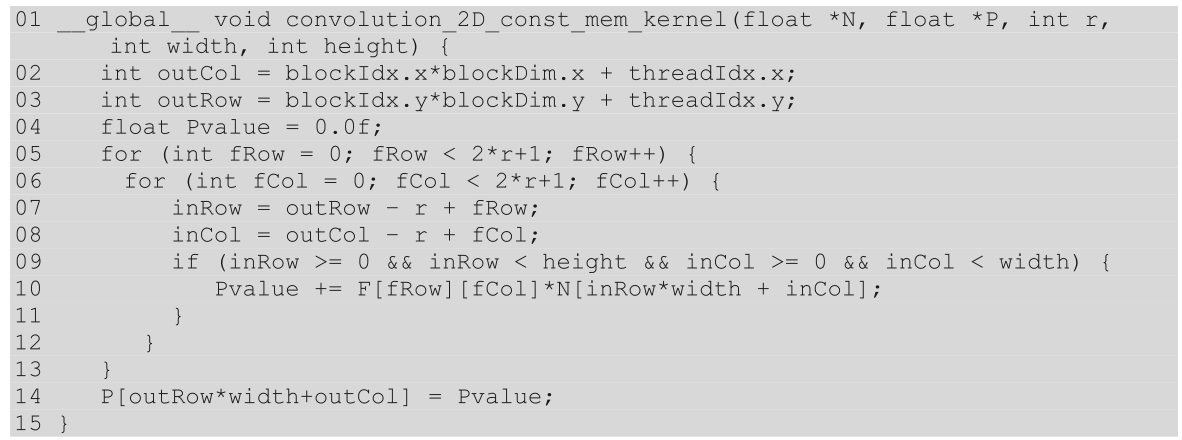 01 __global__ void convolution_2D_const_mem_kernel(float *N, float *P, int r,
int width, int height) {
02 int outCol = blockIdx.x*blockDim.x + threadIdx.x;
03 int outRow = blockIdx.y*blockDim.y + threadIdx.y;
04 float Pvalue = 0.0f;
05 for (int fRow = 0; fRow < 2*r+1; fRow++) {
06 for (int fCol = 0; fCol < 2*r+1; fCol++) {
07 inRow = outRow – r + fRow;
08 inCol = outCol – r + fCol;
09 if (inRow >= 0 && inRow < height && inCol >= 0 && inCol < width) {
10 Pvalue += F[fRow][fCol]*N[inRow*width + inCol];
11 }
12 }
13 }
14 P[outRow*width+outCol] = Pvalue;
15 }